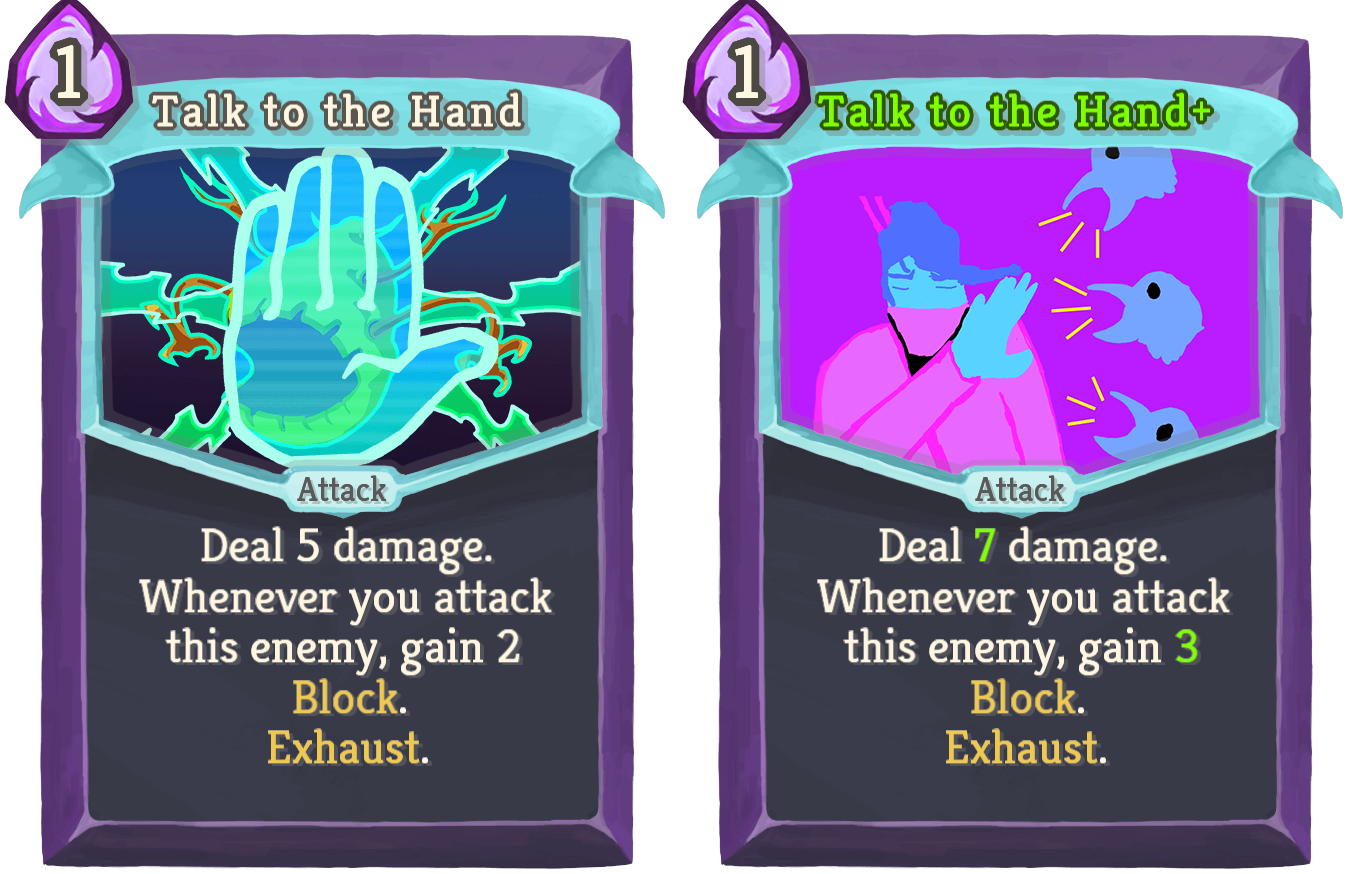 1
Talk to the Hand
Attack
Deal 5 damage.
Whenever you attack
this enemy, gain 2
Block.
Exhaust.
1
Talk to the Hand+
Attack
Deal 7 damage.
Whenever you attack
this enemy, gain 3
Block.
Exhaust.